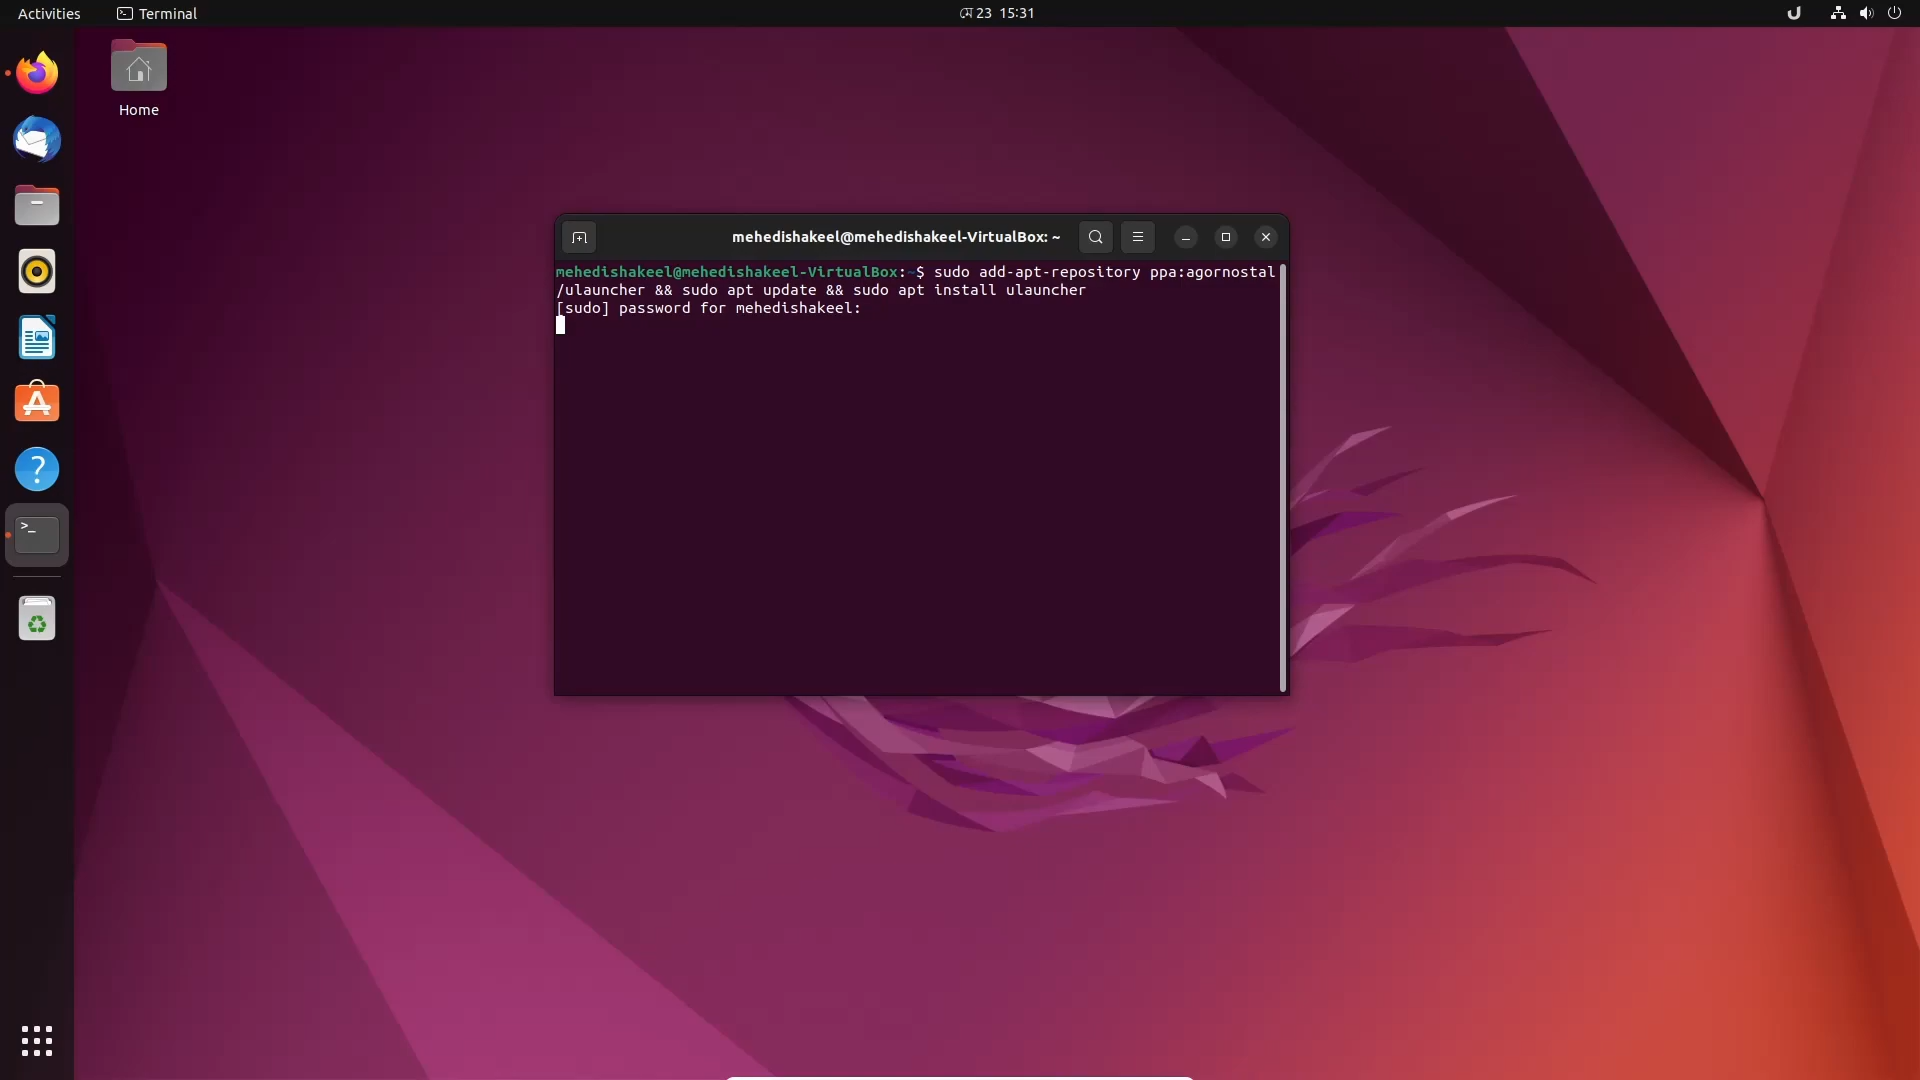 Activities
Terminal
মে 23 15:31
Home
mehedishakeel@mehedishakeel-VirtualBox: ~
mehedishakeel@mehedishakeel-VirtualBox:~$ sudo add-apt-repository ppa:agornostal
/ulauncher && sudo apt update && sudo apt install ulauncher
[sudo] password for mehedishakeel: